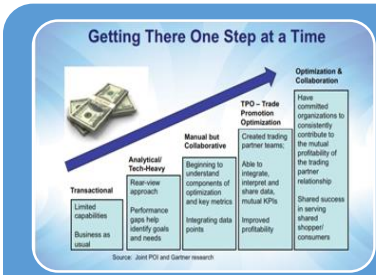 Getting There One Step at a Time
Transactional
Limited
capabilities
Business as
usual
Analytical/
Tech-Heavy
Rear-view
approach
Performance
gaps help
identify goals
and needs
Manual but
Collaborative
Beginning to
understand
components of
optimization
and key metrics
Integrating data
points
TPO – Trade
Promotion
Optimization
Created trading
partner teams;
Able to
integrate,
interpret and
share data,
mutual KPIs
Improved
profitability
Optimization &
Collaboration
Have
committed
organizations to
consistently
contribute to
the mutual
profitability of
the trading
partner
relationship
Shared success
in serving
shared
shopper/
consumers
Source: Joint POI and Gartner research